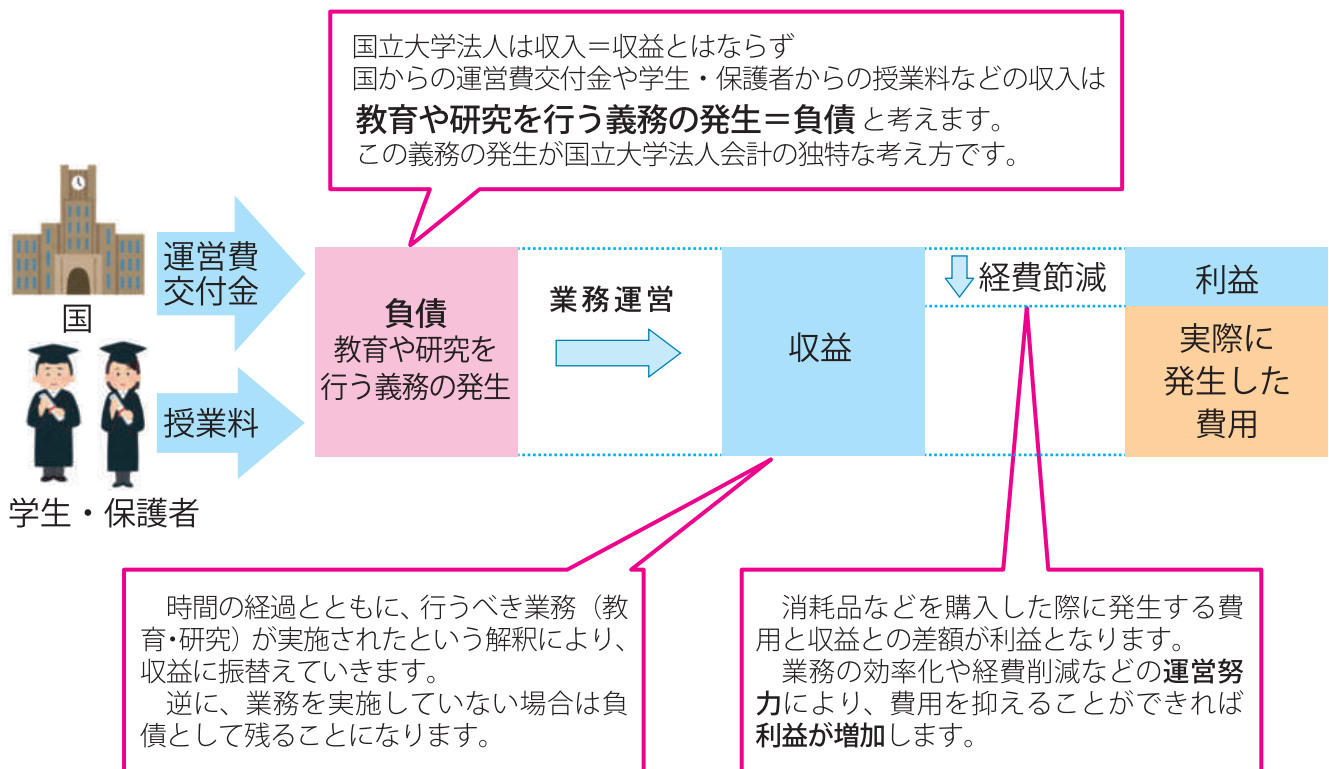 国立大学法人は収入＝収益とはならず
国からの運営費交付金や学生・保護者からの授業料などの収入は
教育や研究を行う義務の発生＝負債と考えます。
この義務の発生が国立大学法人会計の独特な考え方です。
運営費
交付金
国
授業料
学生・保護者
負債
教育や研究を
行う義務の発生
業務運営
収益
経費節減
利益
実際に
発生した
費用
時間の経過とともに、行うべき業務（教
育・研究）が実施されたという解釈により、
収益に振替えていきます。
逆に、業務を実施していない場合は負
債として残ることになります。
消耗品などを購入した際に発生する費
用と収益との差額が利益となります。
業務の効率化や経費削減などの運営努
力により、費用を抑えることができれば
利益が増加します。